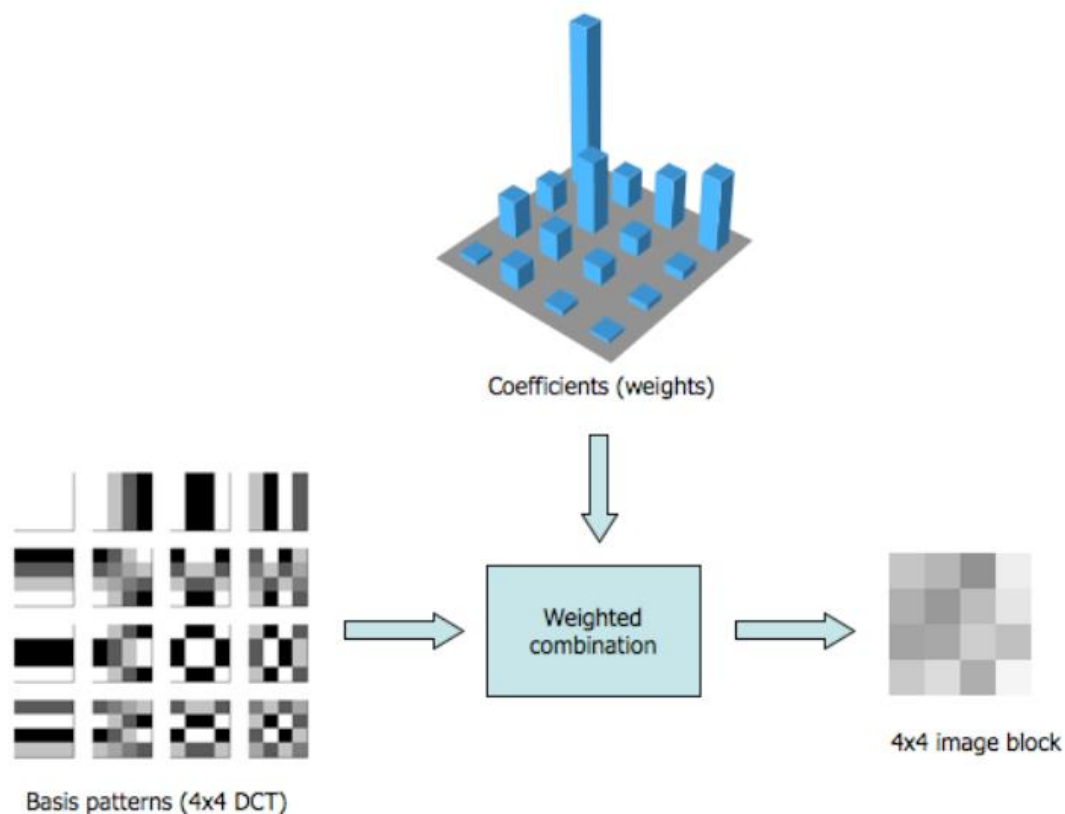 Coefficients (weights)
Weighted
combination
4x4 image block
Basis patterns (4x4 DCT)